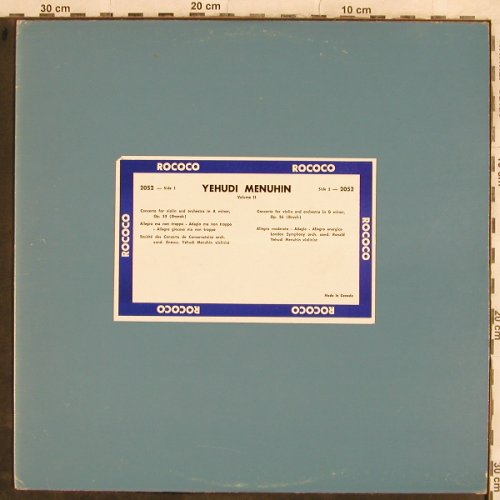 30 cm
20 cm
10 cm
ROCOCO
ROCOCO
2052 — Side 1
YEHUDI MENUHIN
Side 2 — 2052
Volume II
Concerto for violin and orchestra in A minor,
Op. 53 (Dvorak)
Allegro ma non troppo - Adagio ma non troppo
- Allegro giocoso ma non troppo
Société des Concerts de Conservatoire orch.
cond. Enesco Yehudi Menuhin violinist
Concerto for violin and orchestra in G minor,
Op. 26 (Bruch)
Allegro moderato - Adagio - Allegro energico
London Symphony orch. cond. Ronald
Yehudi Menuhin violinist
Made in Canada
ROCOCO
ROCOCO
ROCOCO
ROCOCO
20 cm
30 cm